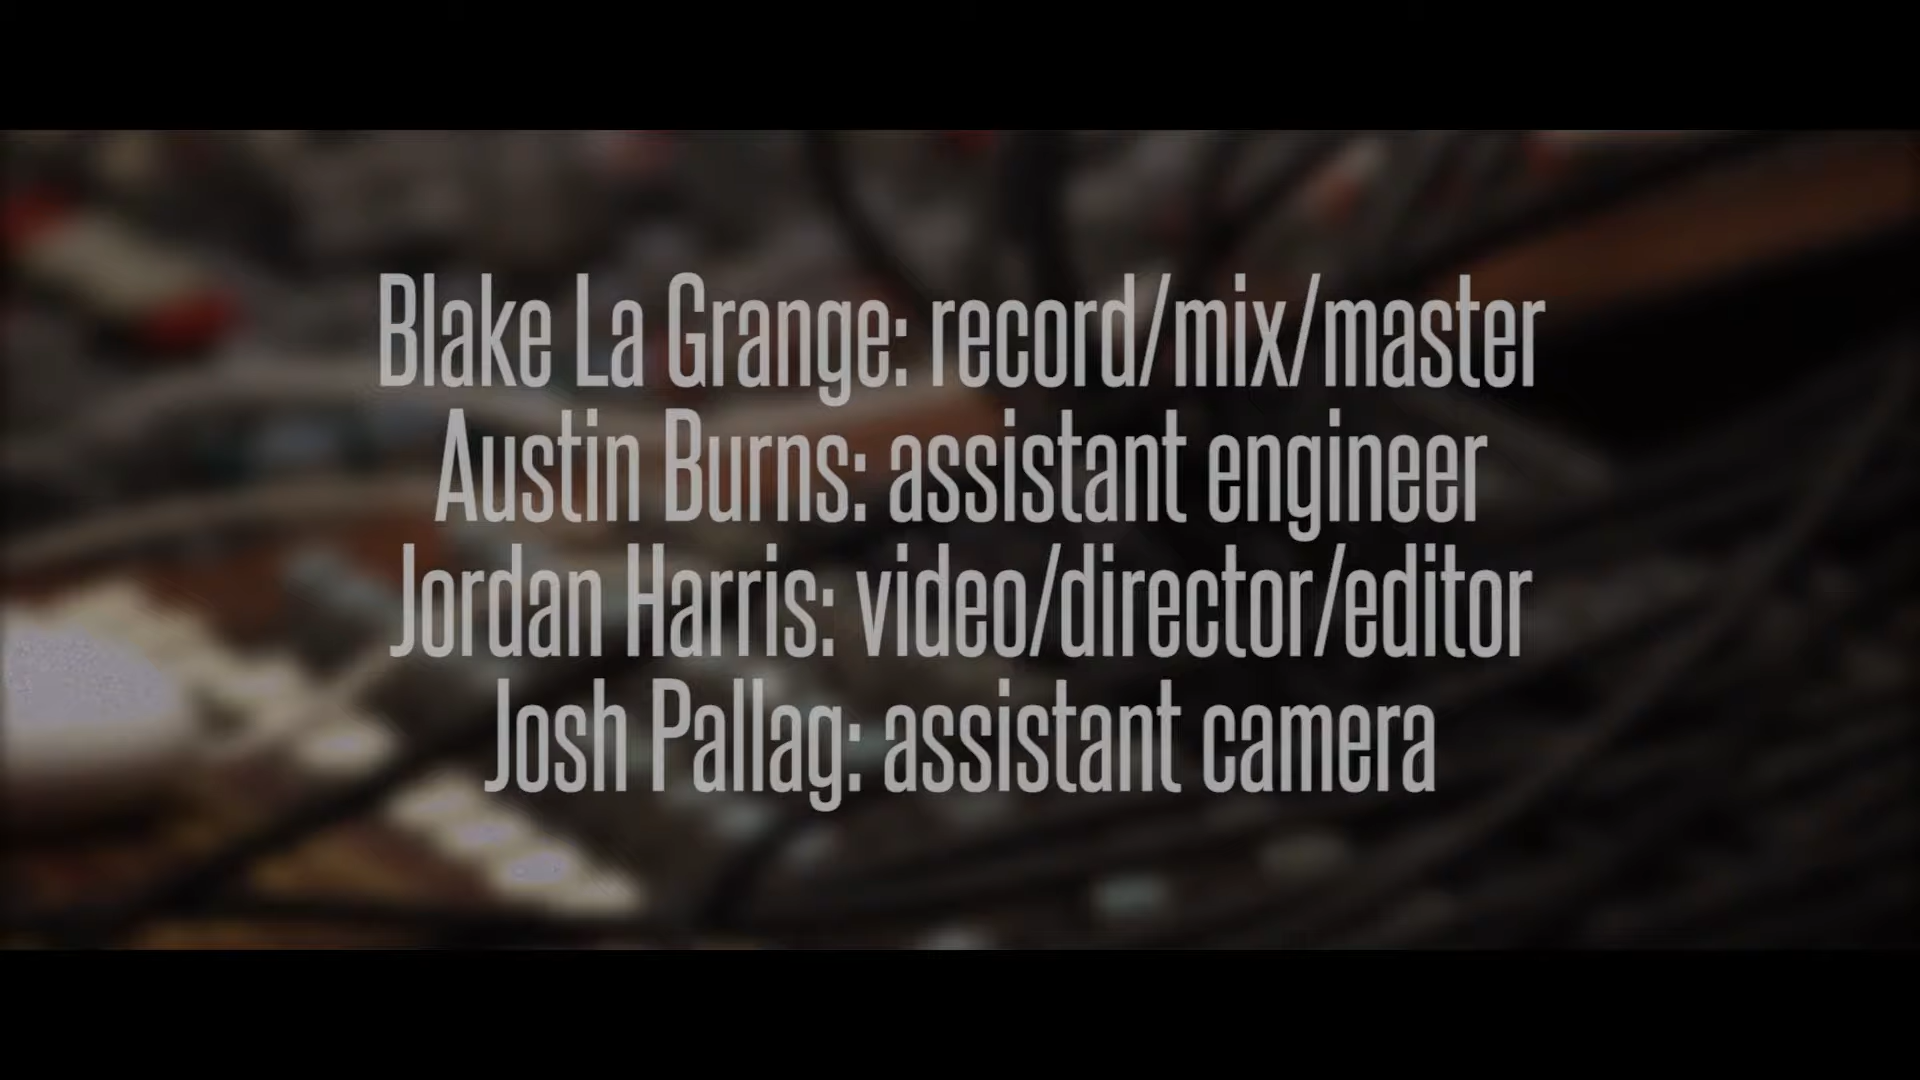 Blake La Grange: record/mix/master
Austin Burns: assistant engineer
Jordan Harris: video/director/editor
Josh Pallag: assistant camera